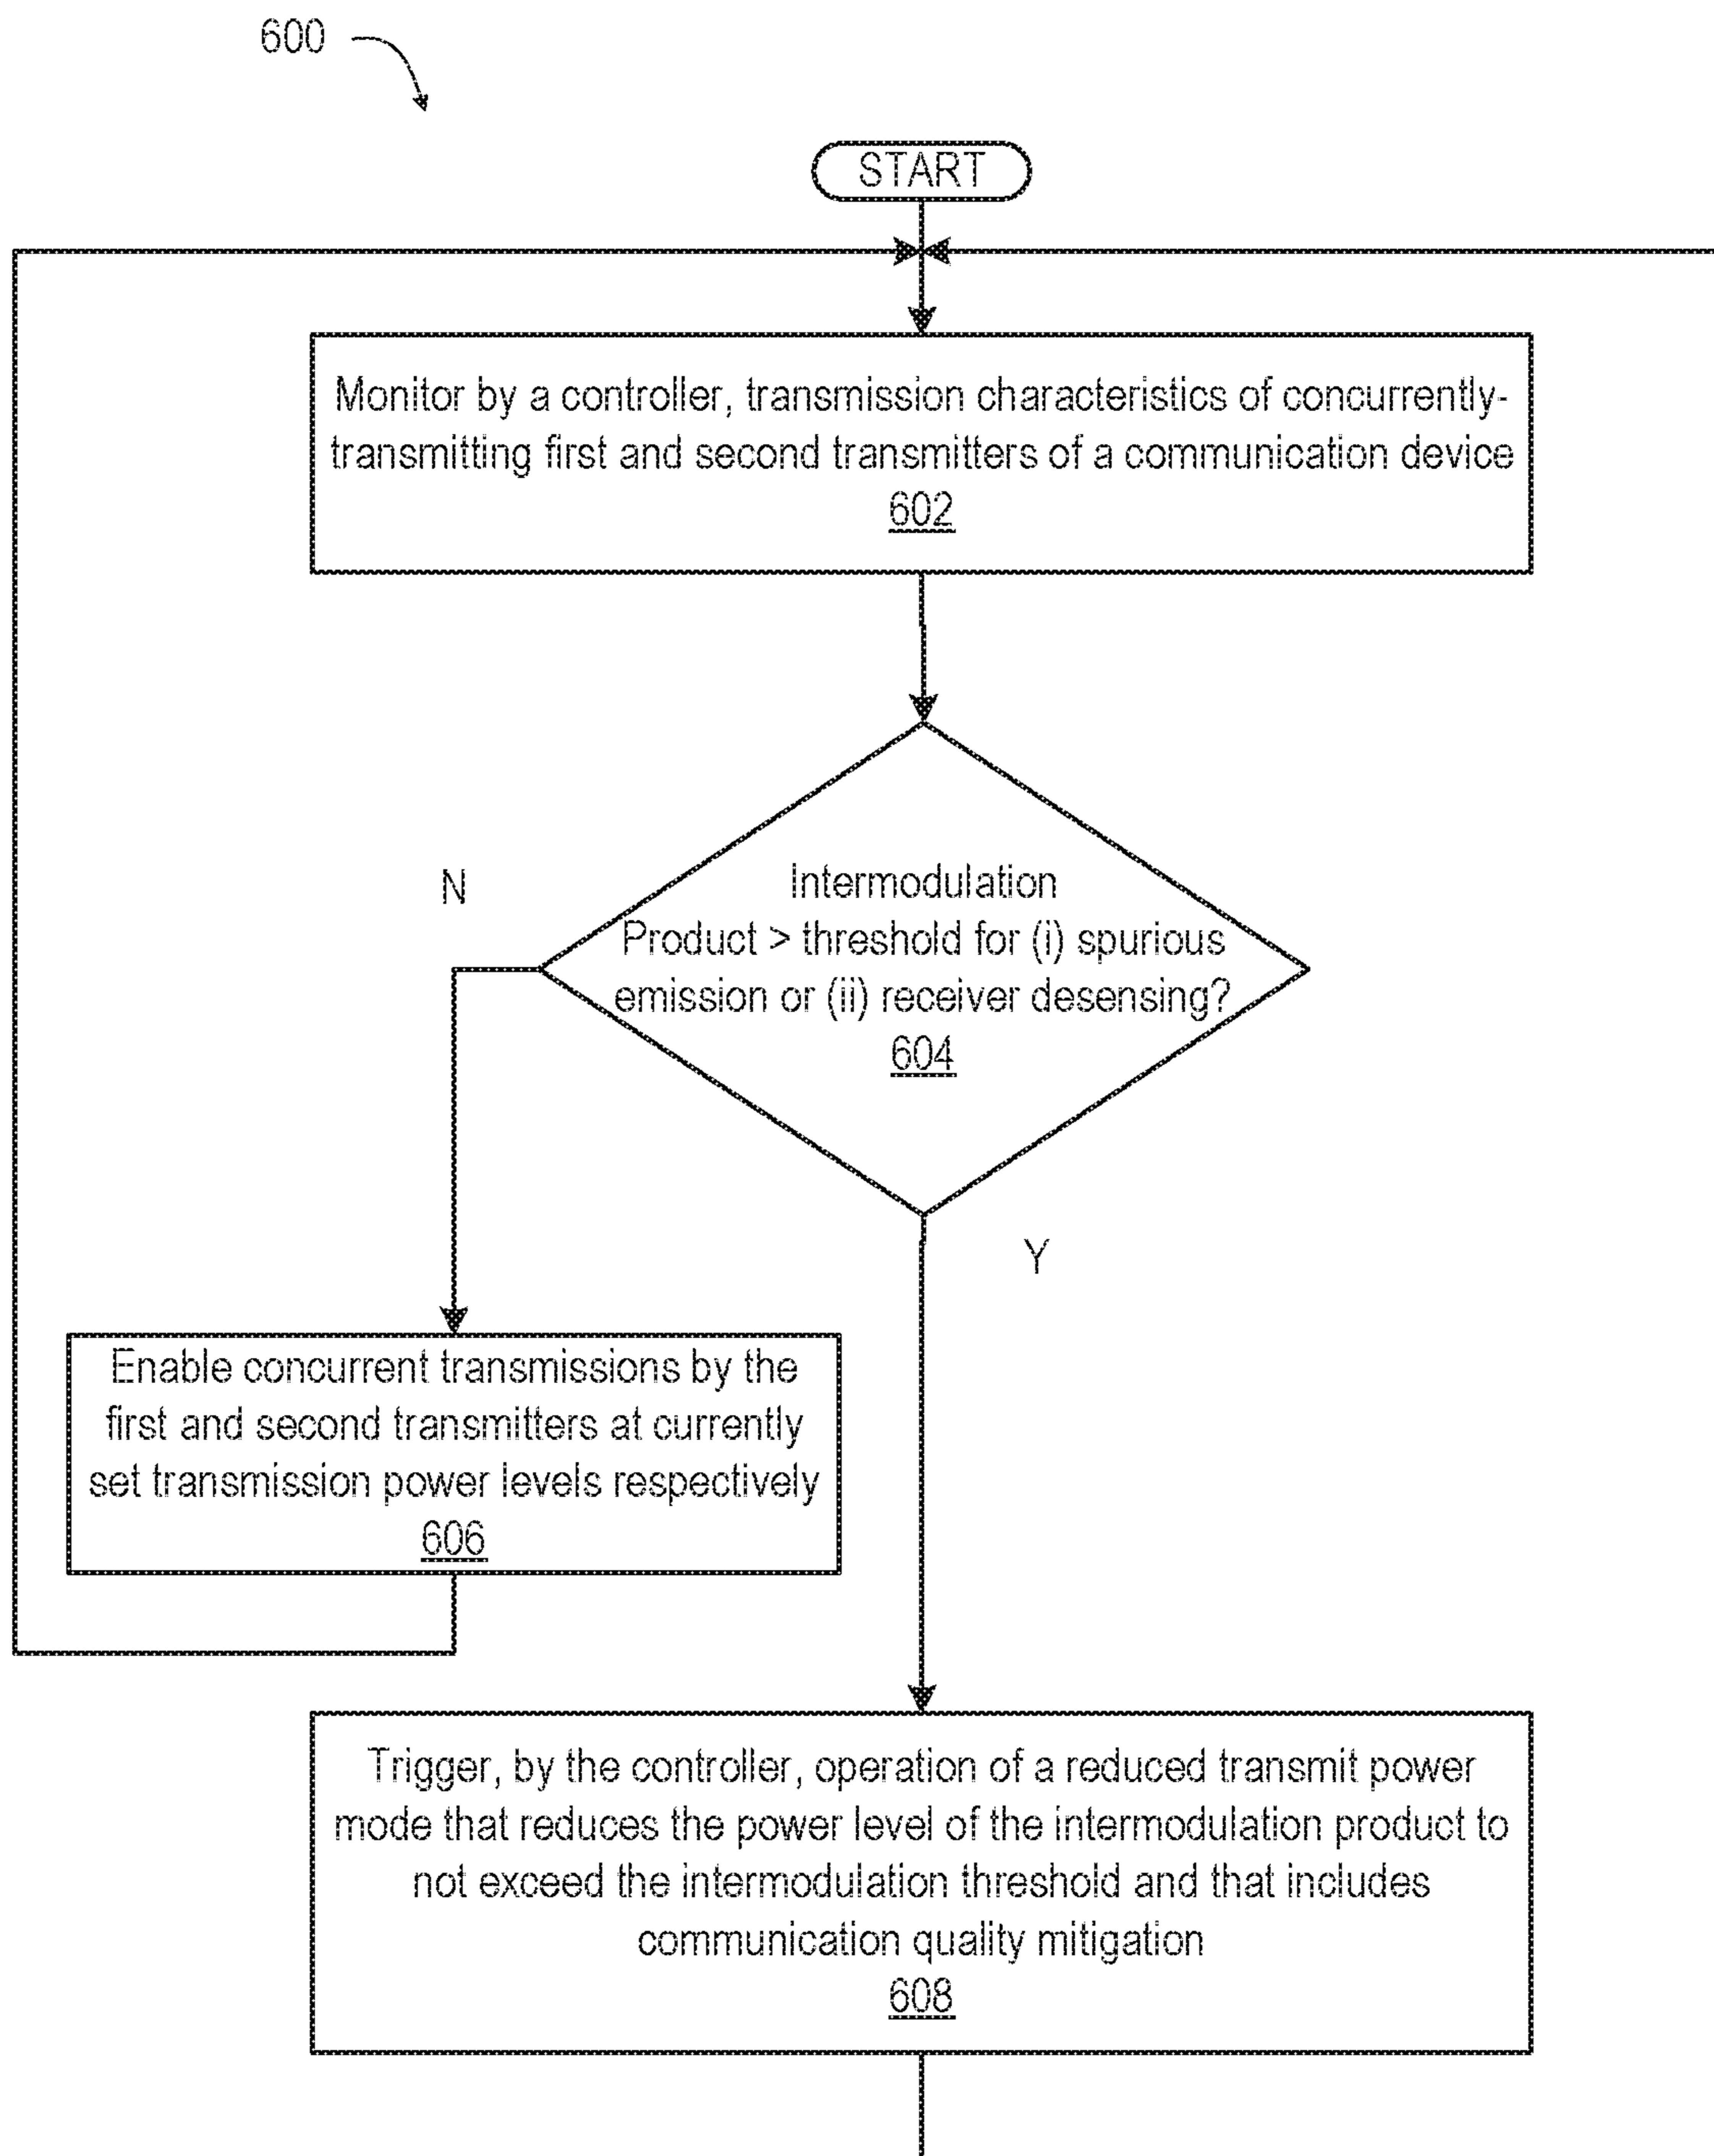 600
START
Monitor by a controller, transmission characteristics of concurrently-
transmitting first and second transmitters of a communication device
602
Intermodulation
Product > threshold for (i) spurious
emission or (ii) receiver desensing?
604
N
Y
Enable concurrent transmissions by the
first and second transmitters at currently
set transmission power levels respectively
606
Trigger, by the controller, operation of a reduced transmit power
mode that reduces the power level of the intermodulation product to
not exceed the intermodulation threshold and that includes
communication quality mitigation
608